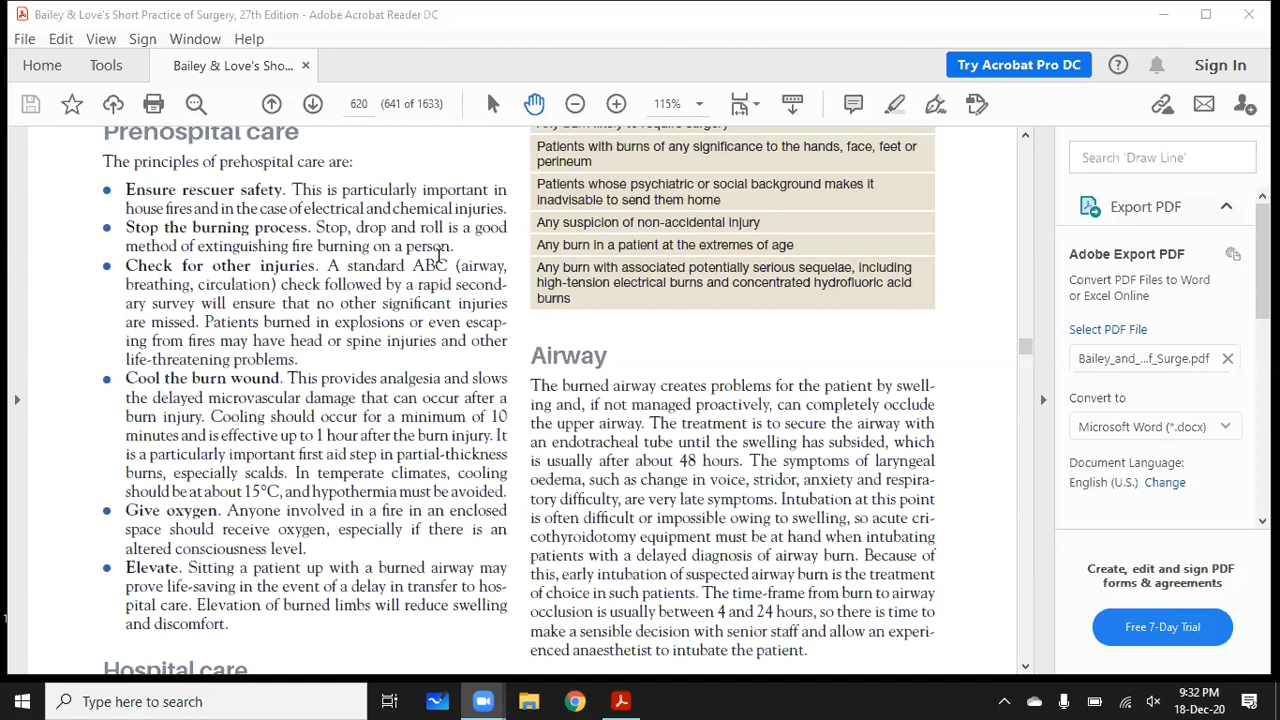 Bailey & Love's Short Practice of Surgery, 27th Edition - Adobe Acrobat Reader DC
File Edit View Sign Window Help
Home Tools Bailey & Love's Sho... × Try Acrobat Pro DC Sign In
620 (641 of 1633) 115%
Prehospital care
The principles of prehospital care are:
Ensure rescuer safety. This is particularly important in
house fires and in the case of electrical and chemical injuries.
Stop the burning process. Stop, drop and roll is a good
method of extinguishing fire burning on a person.
Check for other injuries. A standard ABC (airway,
breathing, circulation) check followed by a rapid second-
ary survey will ensure that no other significant injuries
are missed. Patients burned in explosions or even escap-
ing from fires may have head or spine injuries and other
life-threatening problems.
Cool the burn wound. This provides analgesia and slows
the delayed microvascular damage that can occur after a
burn injury. Cooling should occur for a minimum of 10
minutes and is effective up to 1 hour after the burn injury. It
is a particularly important first aid step in partial-thickness
burns, especially scalds. In temperate climates, cooling
should be at about 15°C, and hypothermia must be avoided.
Give oxygen. Anyone involved in a fire in an enclosed
space should receive oxygen, especially if there is an
altered consciousness level.
Elevate. Sitting a patient up with a burned airway may
prove life-saving in the event of a delay in transfer to hos-
pital care. Elevation of burned limbs will reduce swelling
and discomfort.
Hospital care
Any burn likely to require surgery
Patients with burns of any significance to the hands, face, feet or
perineum
Patients whose psychiatric or social background makes it
inadvisable to send them home
Any suspicion of non-accidental injury
Any burn in a patient at the extremes of age
Any burn with associated potentially serious sequelae, including
high-tension electrical burns and concentrated hydrofluoric acid
burns
Airway
The burned airway creates problems for the patient by swell-
ing and, if not managed proactively, can completely occlude
the upper airway. The treatment is to secure the airway with
an endotracheal tube until the swelling has subsided, which
is usually after about 48 hours. The symptoms of laryngeal
oedema, such as change in voice, stridor, anxiety and respira-
tory difficulty, are very late symptoms. Intubation at this point
is often difficult or impossible owing to swelling, so acute cri-
cothyroidotomy equipment must be at hand when intubating
patients with a delayed diagnosis of airway burn. Because of
this, early intubation of suspected airway burn is the treatment
of choice in such patients. The time-frame from burn to airway
occlusion is usually between 4 and 24 hours, so there is time to
make a sensible decision with senior staff and allow an experi-
enced anaesthetist to intubate the patient.
Search 'Draw Line'
Export PDF
Adobe Export PDF
Convert PDF Files to Word
or Excel Online
Select PDF File
Bailey_and_...f_Surge.pdf ×
Convert to
Microsoft Word (*.docx)
Document Language:
English (U.S.) Change
Create, edit and sign PDF
forms & agreements
Free 7-Day Trial
Type here to search
9:32 PM
18-Dec-20